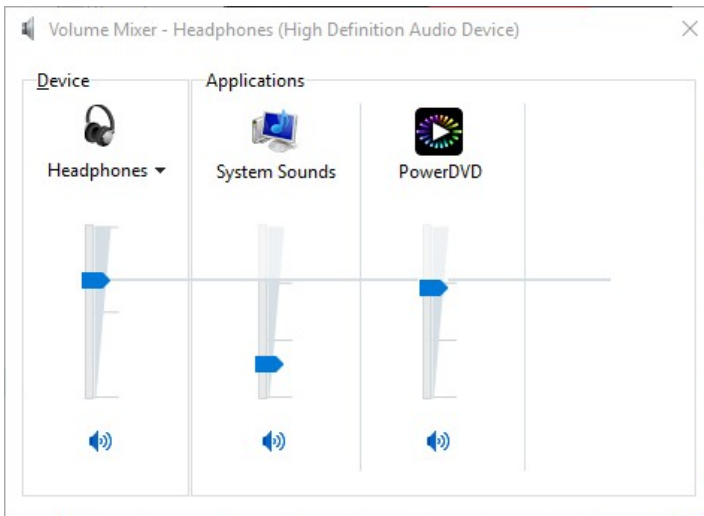 Volume Mixer - Headphones (High Definition Audio Device)
Device
Applications
Headphones
System Sounds
PowerDVD